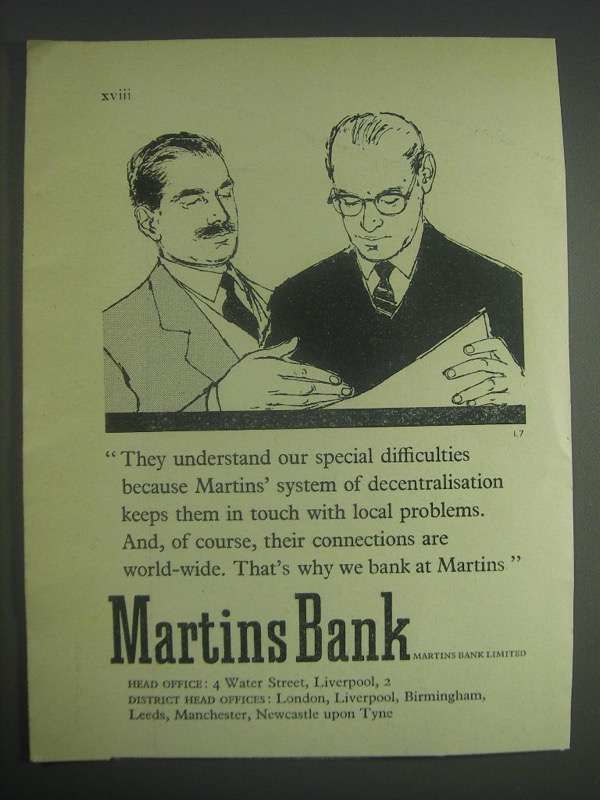 xviii
L7
“ They understand our special difficulties
because Martins’ system of decentralisation
keeps them in touch with local problems.
And, of course, their connections are
world-wide. That’s why we bank at Martins ”
Martins Bank
MARTINS BANK LIMITED
HEAD OFFICE: 4 Water Street, Liverpool, 2
DISTRICT HEAD OFFICES: London, Liverpool, Birmingham,
Leeds, Manchester, Newcastle upon Tyne